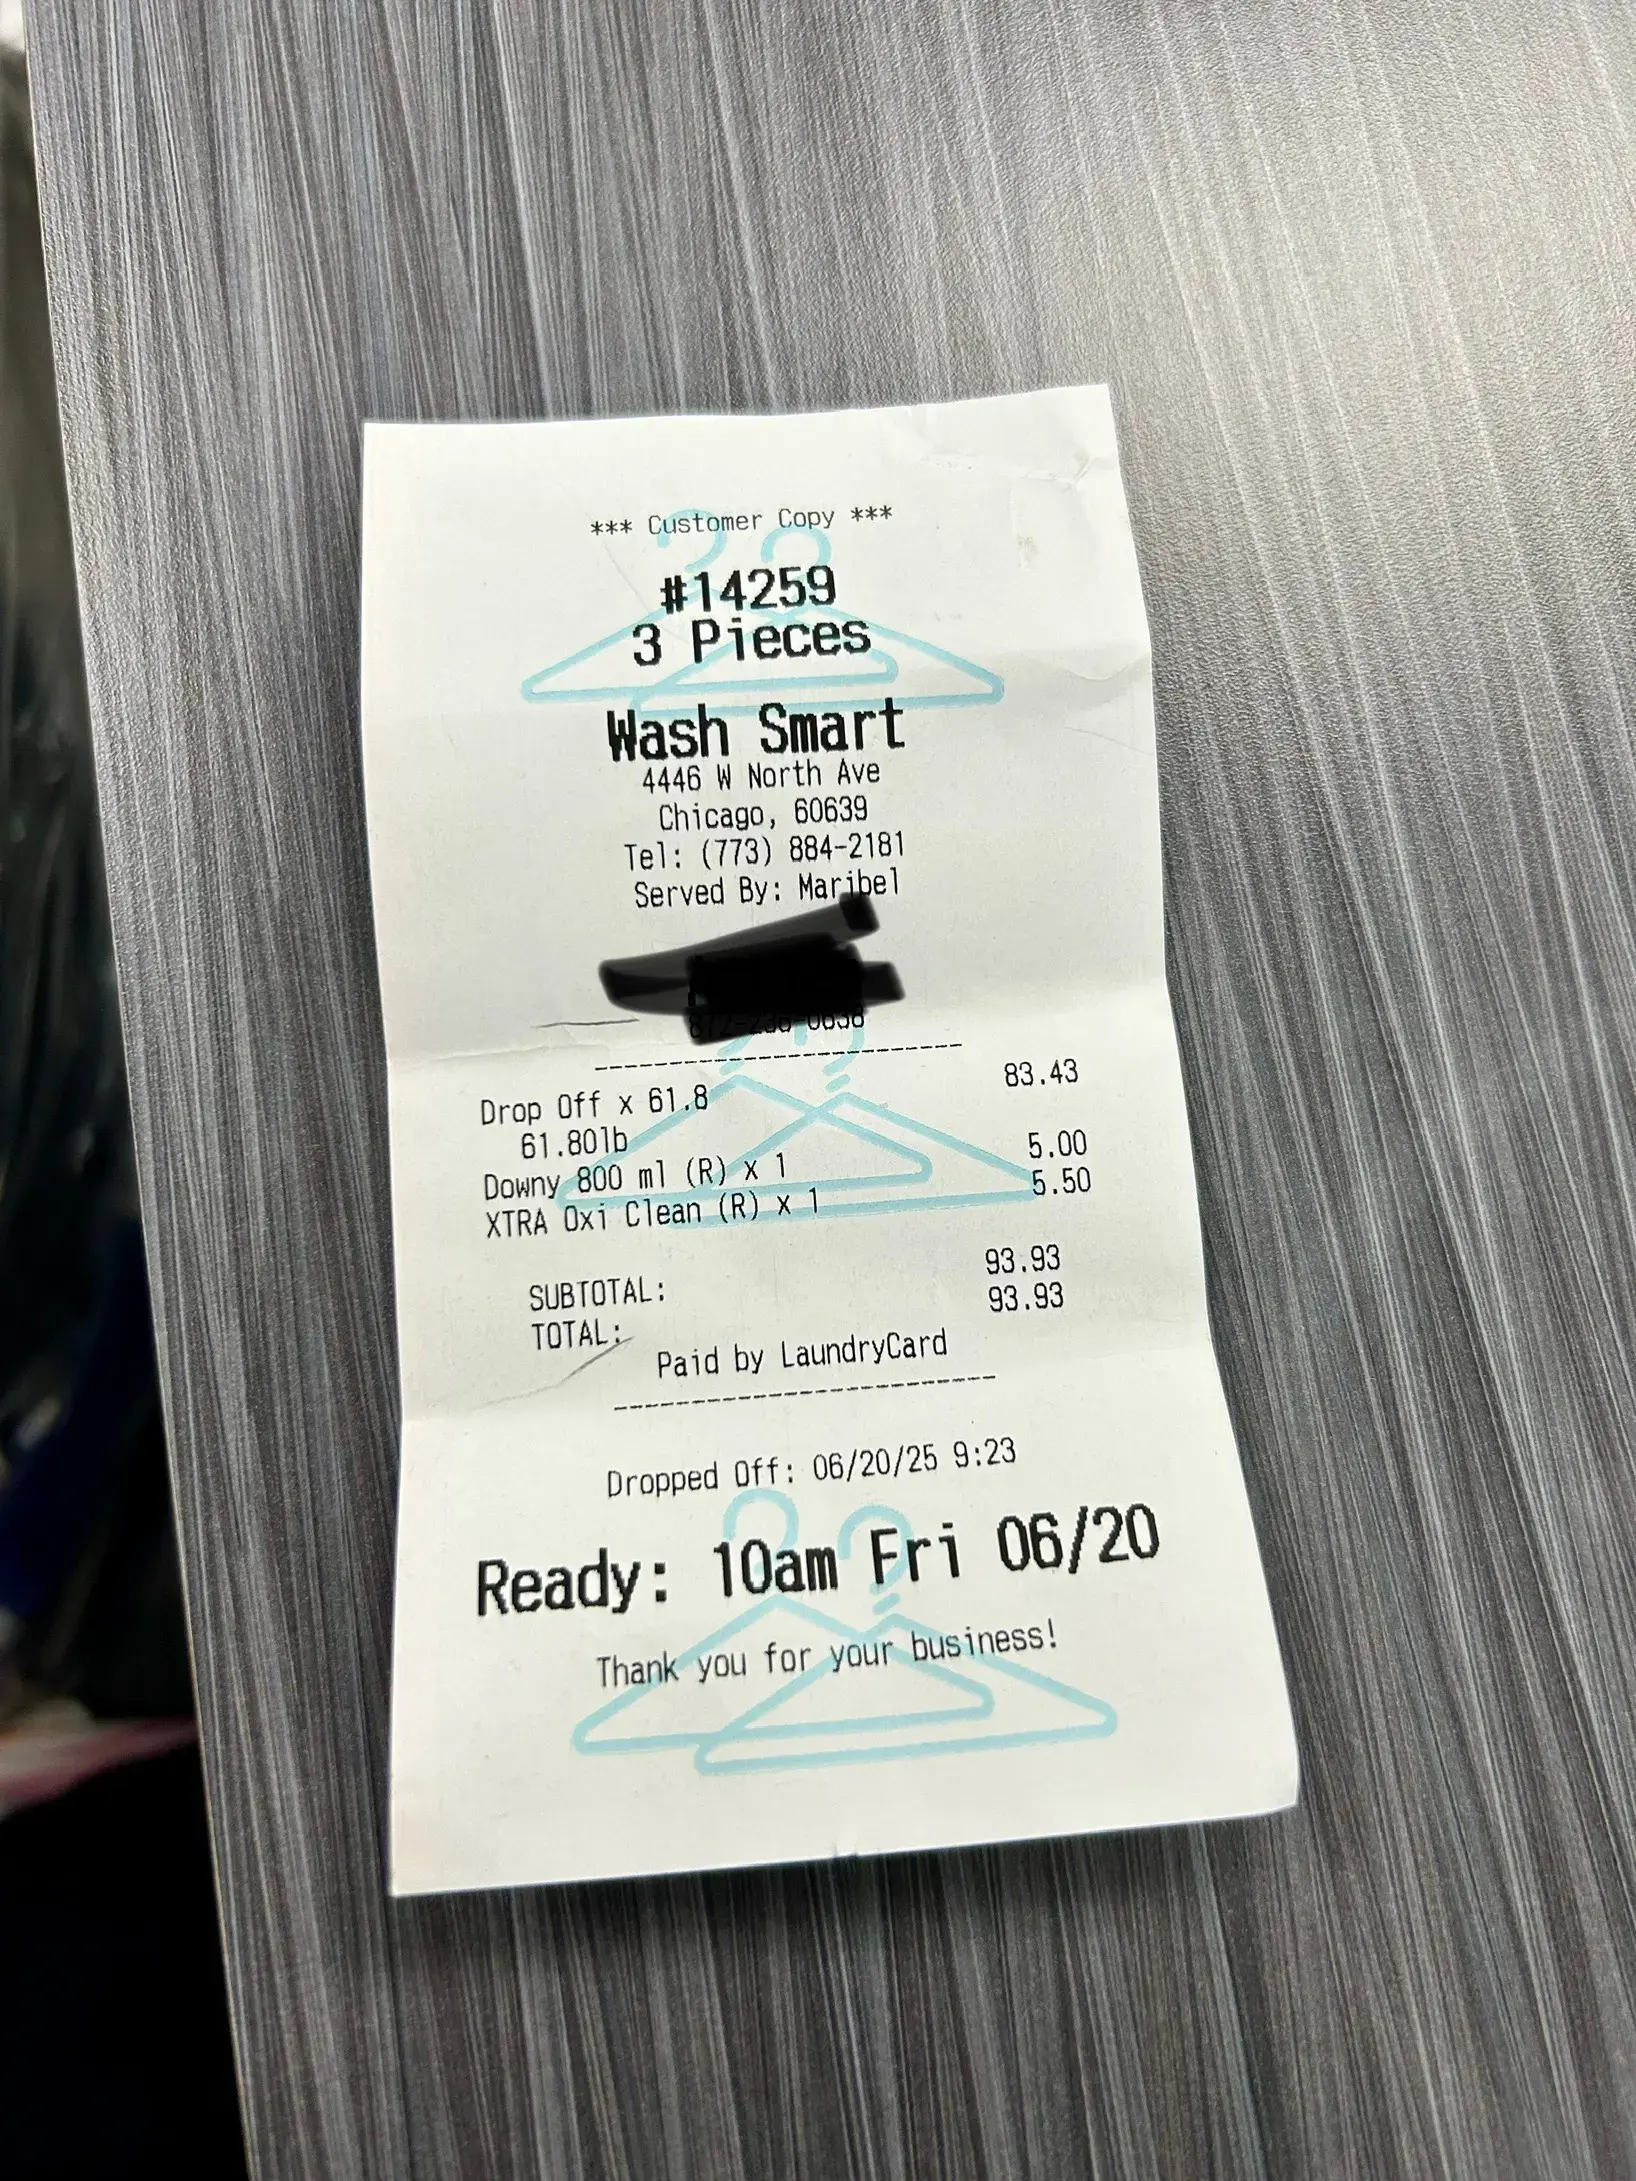 *** Customer Copy ***
#14259
3 Pieces
Wash Smart
4446 W North Ave
Chicago, 60639
Tel: (773) 884-2181
Served By: Maribel
Drop Off x 61.8 83.43
61.80lb
Downy 800 ml (R) x 1 5.00
XTRA Oxi Clean (R) x 1 5.50
SUBTOTAL: 93.93
TOTAL: 93.93
Paid by LaundryCard
Dropped Off: 06/20/25 9:23
Ready: 10am Fri 06/20
Thank you for your business!